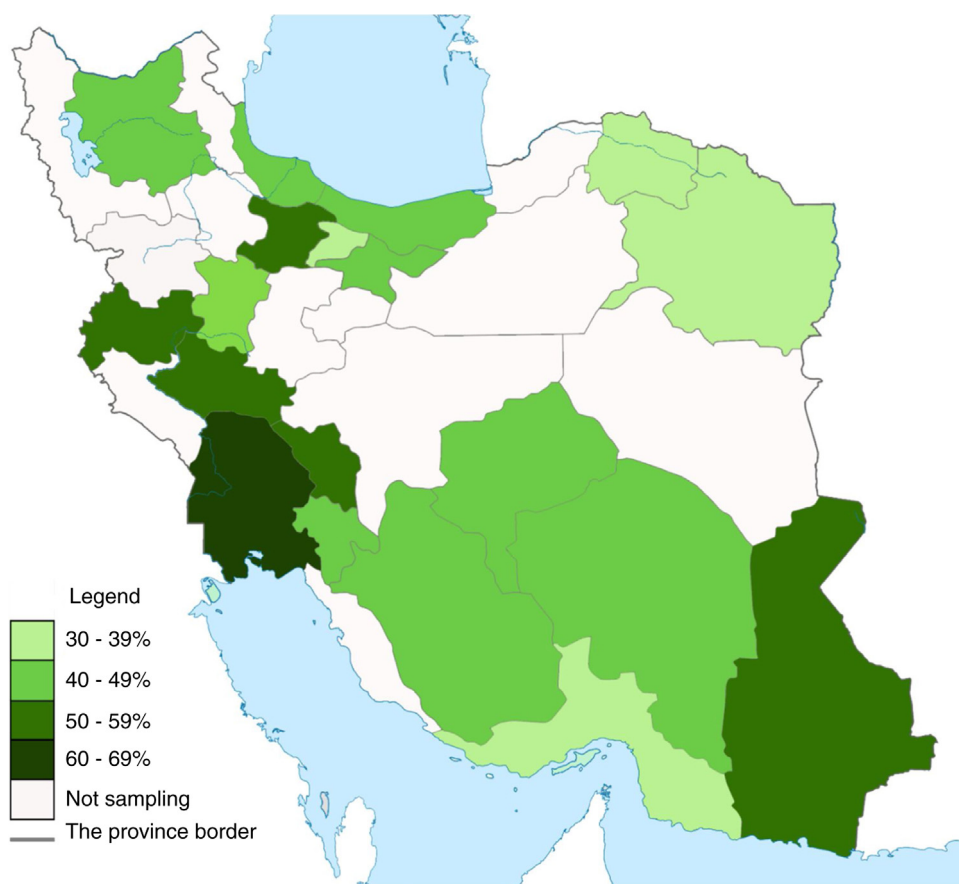 Legend
30 - 39%
40 - 49%
50 - 59%
60 - 69%
Not sampling
The province border